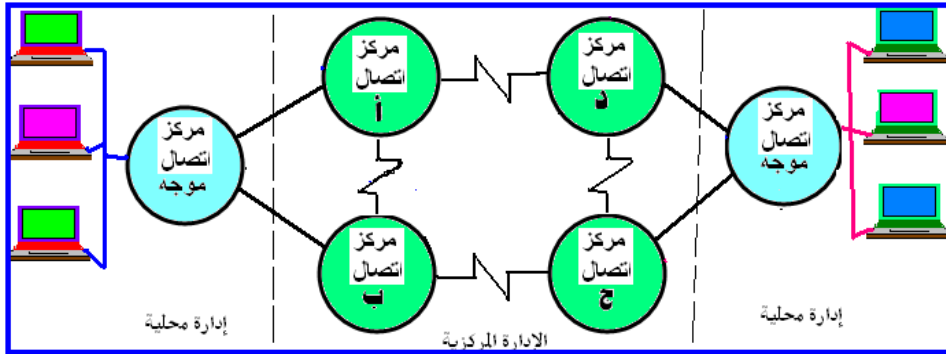 مركز
اتصال
أ
مركز
اتصال
د
مركز
اتصال
موجه
مركز
اتصال
موجه
مركز
اتصال
ب
مركز
اتصال
ج
إدارة محلية
الإدارة المركزية
إدارة محلية